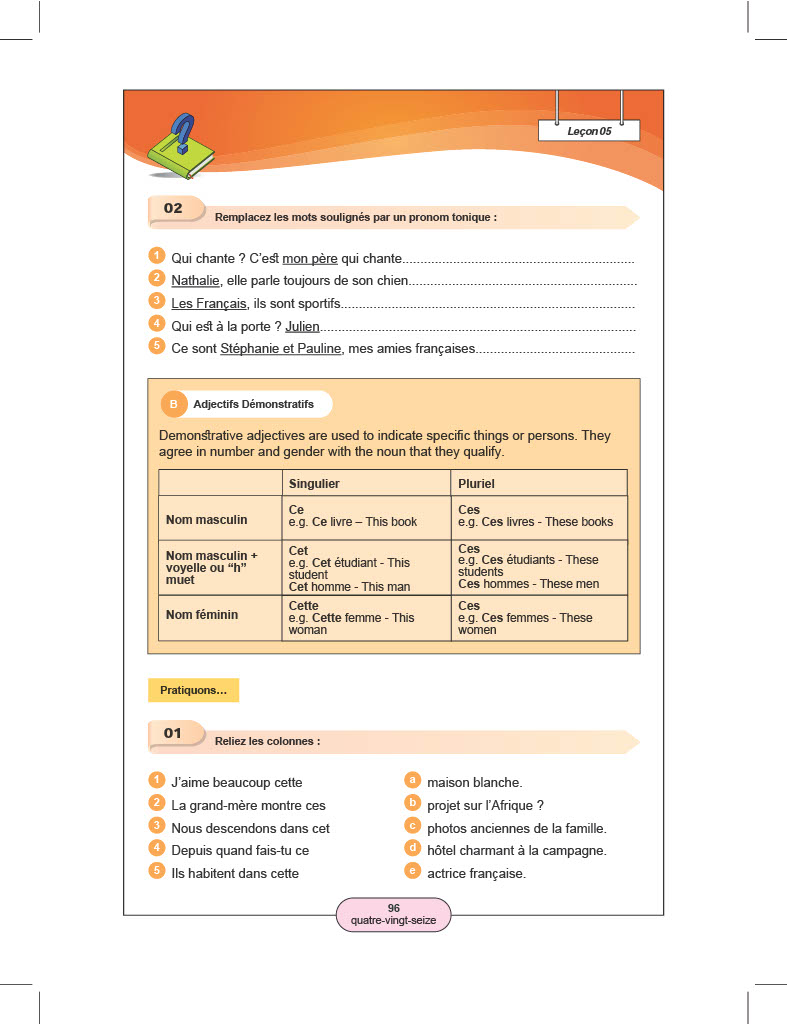 Leçon 05
02
Remplacez les mots soulignés par un pronom tonique :
1 Qui chante ? C'est mon père qui chante...............................................................
2 Nathalie, elle parle toujours de son chien..............................................................
3 Les Français, ils sont sportifs................................................................................
4 Qui est à la porte ? Julien......................................................................................
5 Ce sont Stéphanie et Pauline, mes amies françaises...........................................
B Adjectifs Démonstratifs
Demonstrative adjectives are used to indicate specific things or persons. They
agree in number and gender with the noun that they qualify.
Singulier
Pluriel
Nom masculin
Ce
e.g. Ce livre – This book
Ces
e.g. Ces livres - These books
Nom masculin +
voyelle ou “h”
muet
Cet
e.g. Cet étudiant - This
student
Cet homme - This man
Ces
e.g. Ces étudiants - These
students
Ces hommes - These men
Nom féminin
Cette
e.g. Cette femme - This
woman
Ces
e.g. Ces femmes - These
women
Pratiquons…
01
Reliez les colonnes :
1 J’aime beaucoup cette
a maison blanche.
2 La grand-mère montre ces
b projet sur l’Afrique ?
3 Nous descendons dans cet
c photos anciennes de la famille.
4 Depuis quand fais-tu ce
d hôtel charmant à la campagne.
5 Ils habitent dans cette
e actrice française.
96
quatre-vingt-seize